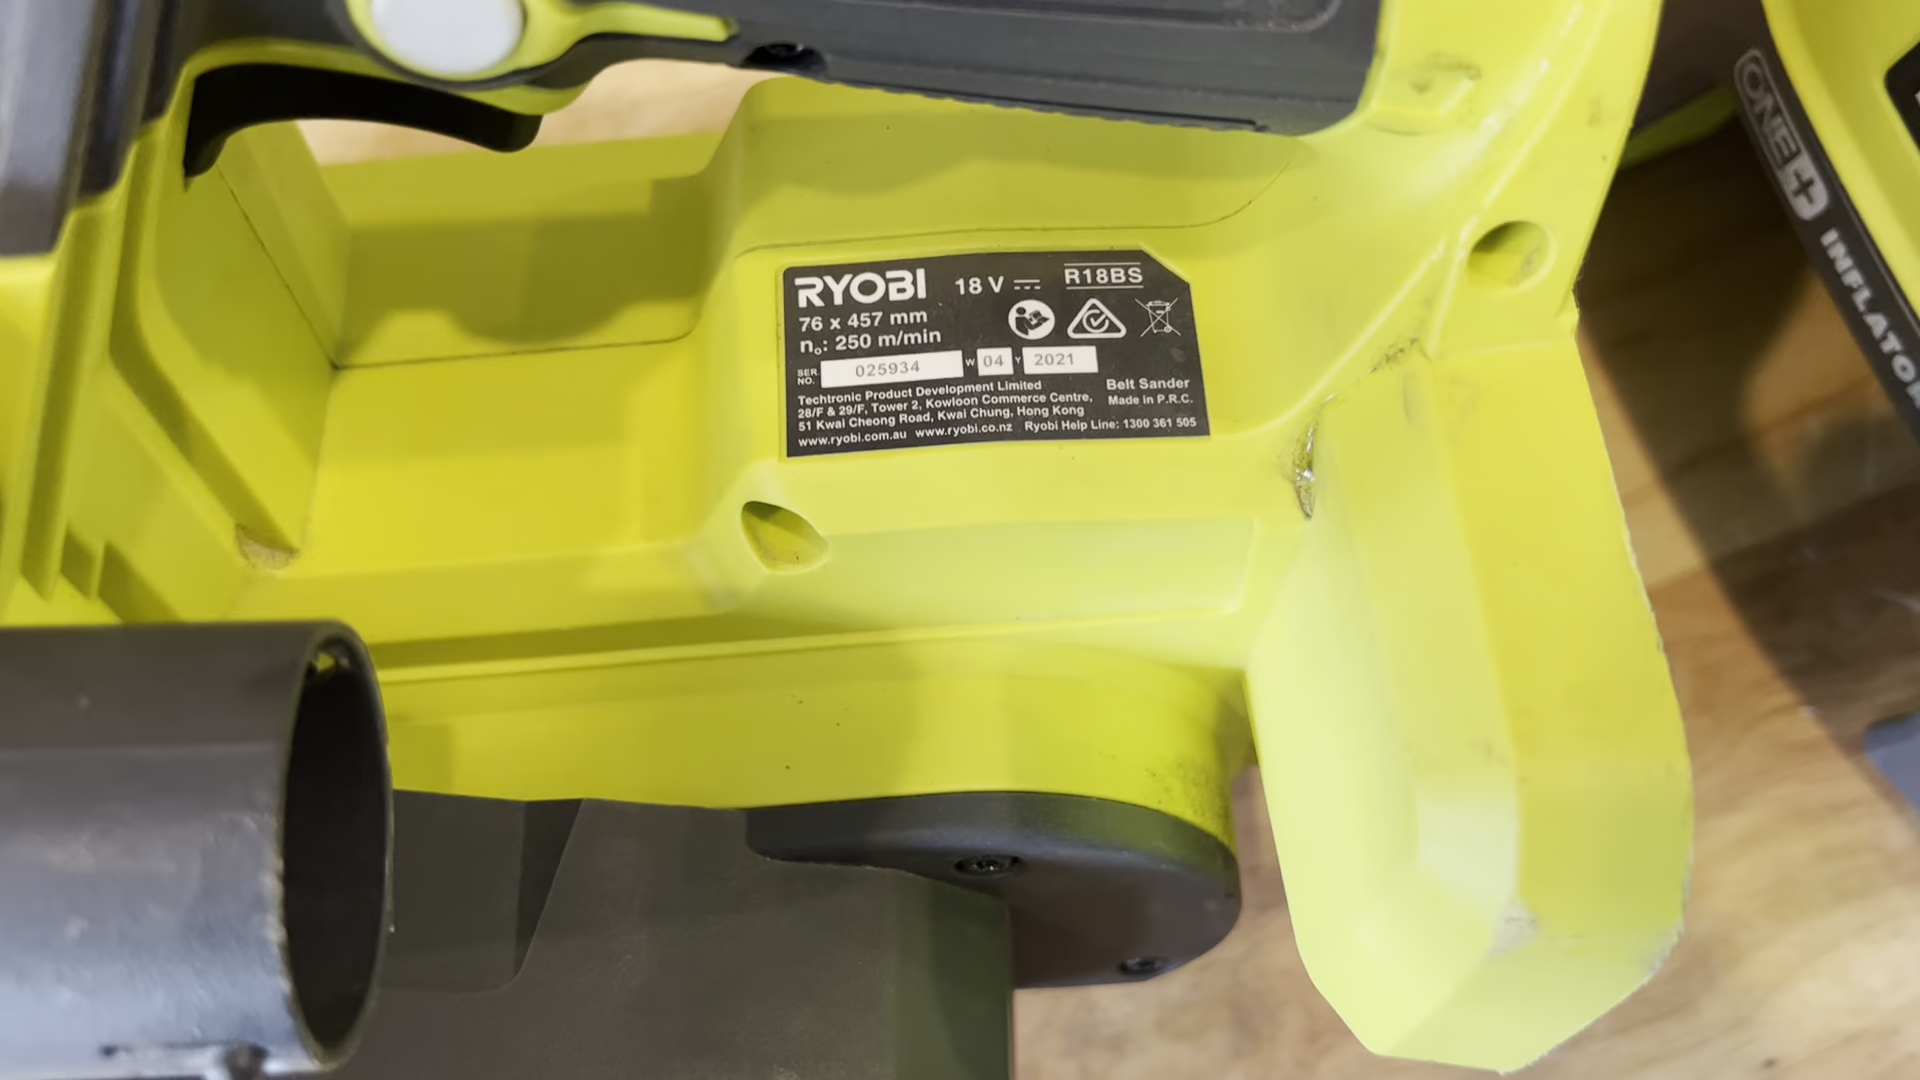 RYOBI 18 V R18BS
76 x 457 mm
no: 250 m/min
SER. NO. 025934 W 04 Y 2021
Techtronic Product Development Limited
28/F & 29/F, Tower 2, Kowloon Commerce Centre,
51 Kwai Cheong Road, Kwai Chung, Hong Kong
Belt Sander
Made in P.R.C.
www.ryobi.com.au www.ryobi.co.nz Ryobi Help Line: 1300 361 505
ONE+ INFLATOR